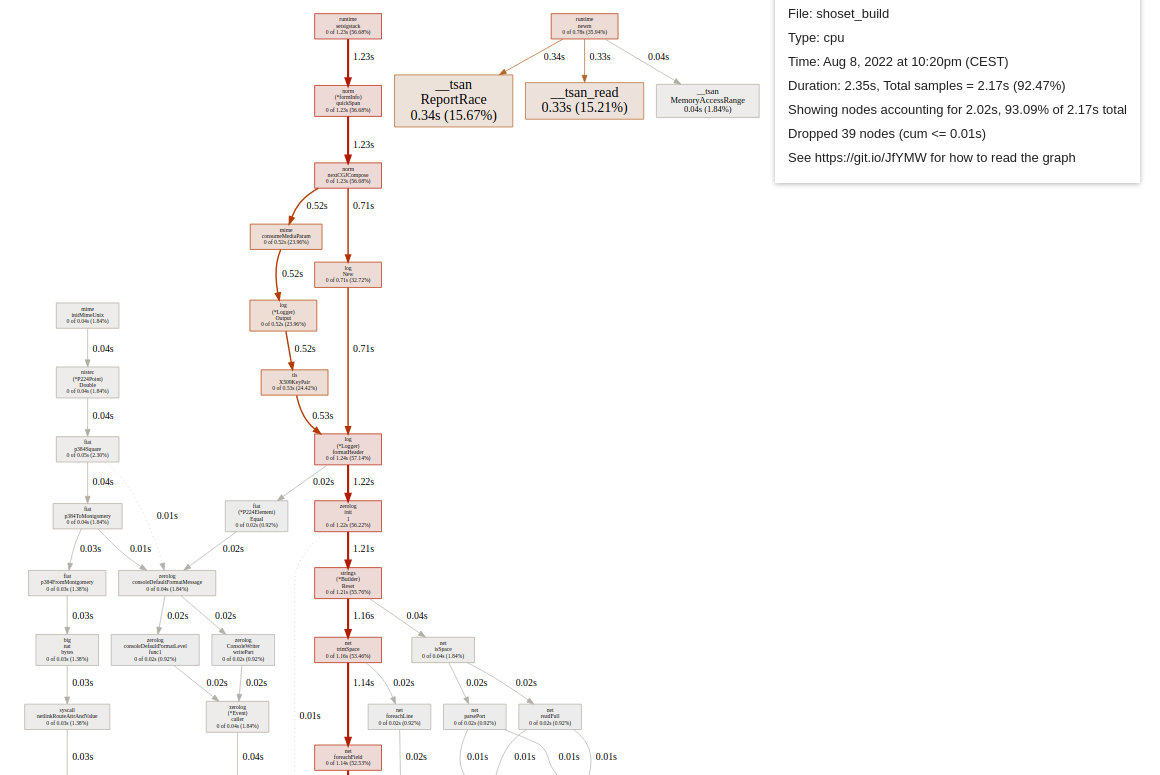 File: shoset_build
Type: cpu
Time: Aug 8, 2022 at 10:20pm (CEST)
Duration: 2.35s, Total samples = 2.17s (92.47%)
Showing nodes accounting for 2.02s, 93.09% of 2.17s total
Dropped 39 nodes (cum <= 0.01s)
See https://git.io/JfYMW for how to read the graph
runtime
setsigstack
0 of 1.23s (56.68%)
runtime
newm
0 of 0.78s (35.94%)
1.23s
0.34s
0.33s
0.04s
norm
(*formInfo)
quickSpan
0 of 1.23s (56.68%)
__tsan
ReportRace
0.34s (15.67%)
__tsan_read
0.33s (15.21%)
__tsan
MemoryAccessRange
0.04s (1.84%)
1.23s
norm
nextCGJCompose
0 of 1.23s (56.68%)
0.52s
0.71s
mime
consumeMediaParam
0 of 0.52s (23.96%)
0.52s
log
New
0 of 0.71s (32.72%)
mime
initMimeUnix
0 of 0.04s (1.84%)
log
(*Logger)
Output
0 of 0.52s (23.96%)
0.04s
0.52s
0.71s
nistec
(*P224Point)
Double
0 of 0.04s (1.84%)
tls
X509KeyPair
0 of 0.53s (24.42%)
0.04s
0.53s
fiat
p384Square
0 of 0.05s (2.30%)
log
(*Logger)
formatHeader
0 of 1.24s (57.14%)
0.04s
0.02s
1.22s
fiat
p384ToMontgomery
0 of 0.04s (1.84%)
0.01s
fiat
(*P224Element)
Equal
0 of 0.02s (0.92%)
zerolog
init
1
0 of 1.22s (56.22%)
0.03s
0.01s
0.02s
1.21s
fiat
p384FromMontgomery
0 of 0.03s (1.38%)
zerolog
consoleDefaultFormatMessage
0 of 0.04s (1.84%)
strings
(*Builder)
Reset
0 of 1.21s (55.76%)
0.03s
0.02s
0.02s
1.16s
0.04s
big
nat
bytes
0 of 0.03s (1.38%)
zerolog
consoleDefaultFormatLevel
func1
0 of 0.02s (0.92%)
zerolog
ConsoleWriter
writePart
0 of 0.02s (0.92%)
net
trimSpace
0 of 1.16s (53.46%)
net
isSpace
0 of 0.04s (1.84%)
0.03s
0.02s
0.02s
1.14s
0.02s
0.02s
0.02s
syscall
netlinkRouteAttrAndValue
0 of 0.03s (1.38%)
zerolog
(*Event)
caller
0 of 0.04s (1.84%)
0.01s
net
foreachLine
0 of 0.02s (0.92%)
net
parsePort
0 of 0.02s (0.92%)
net
readFull
0 of 0.02s (0.92%)
0.03s
0.04s
net
foreachField
0 of 1.14s (52.53%)
0.02s
0.01s
0.01s
0.01s
0.01s